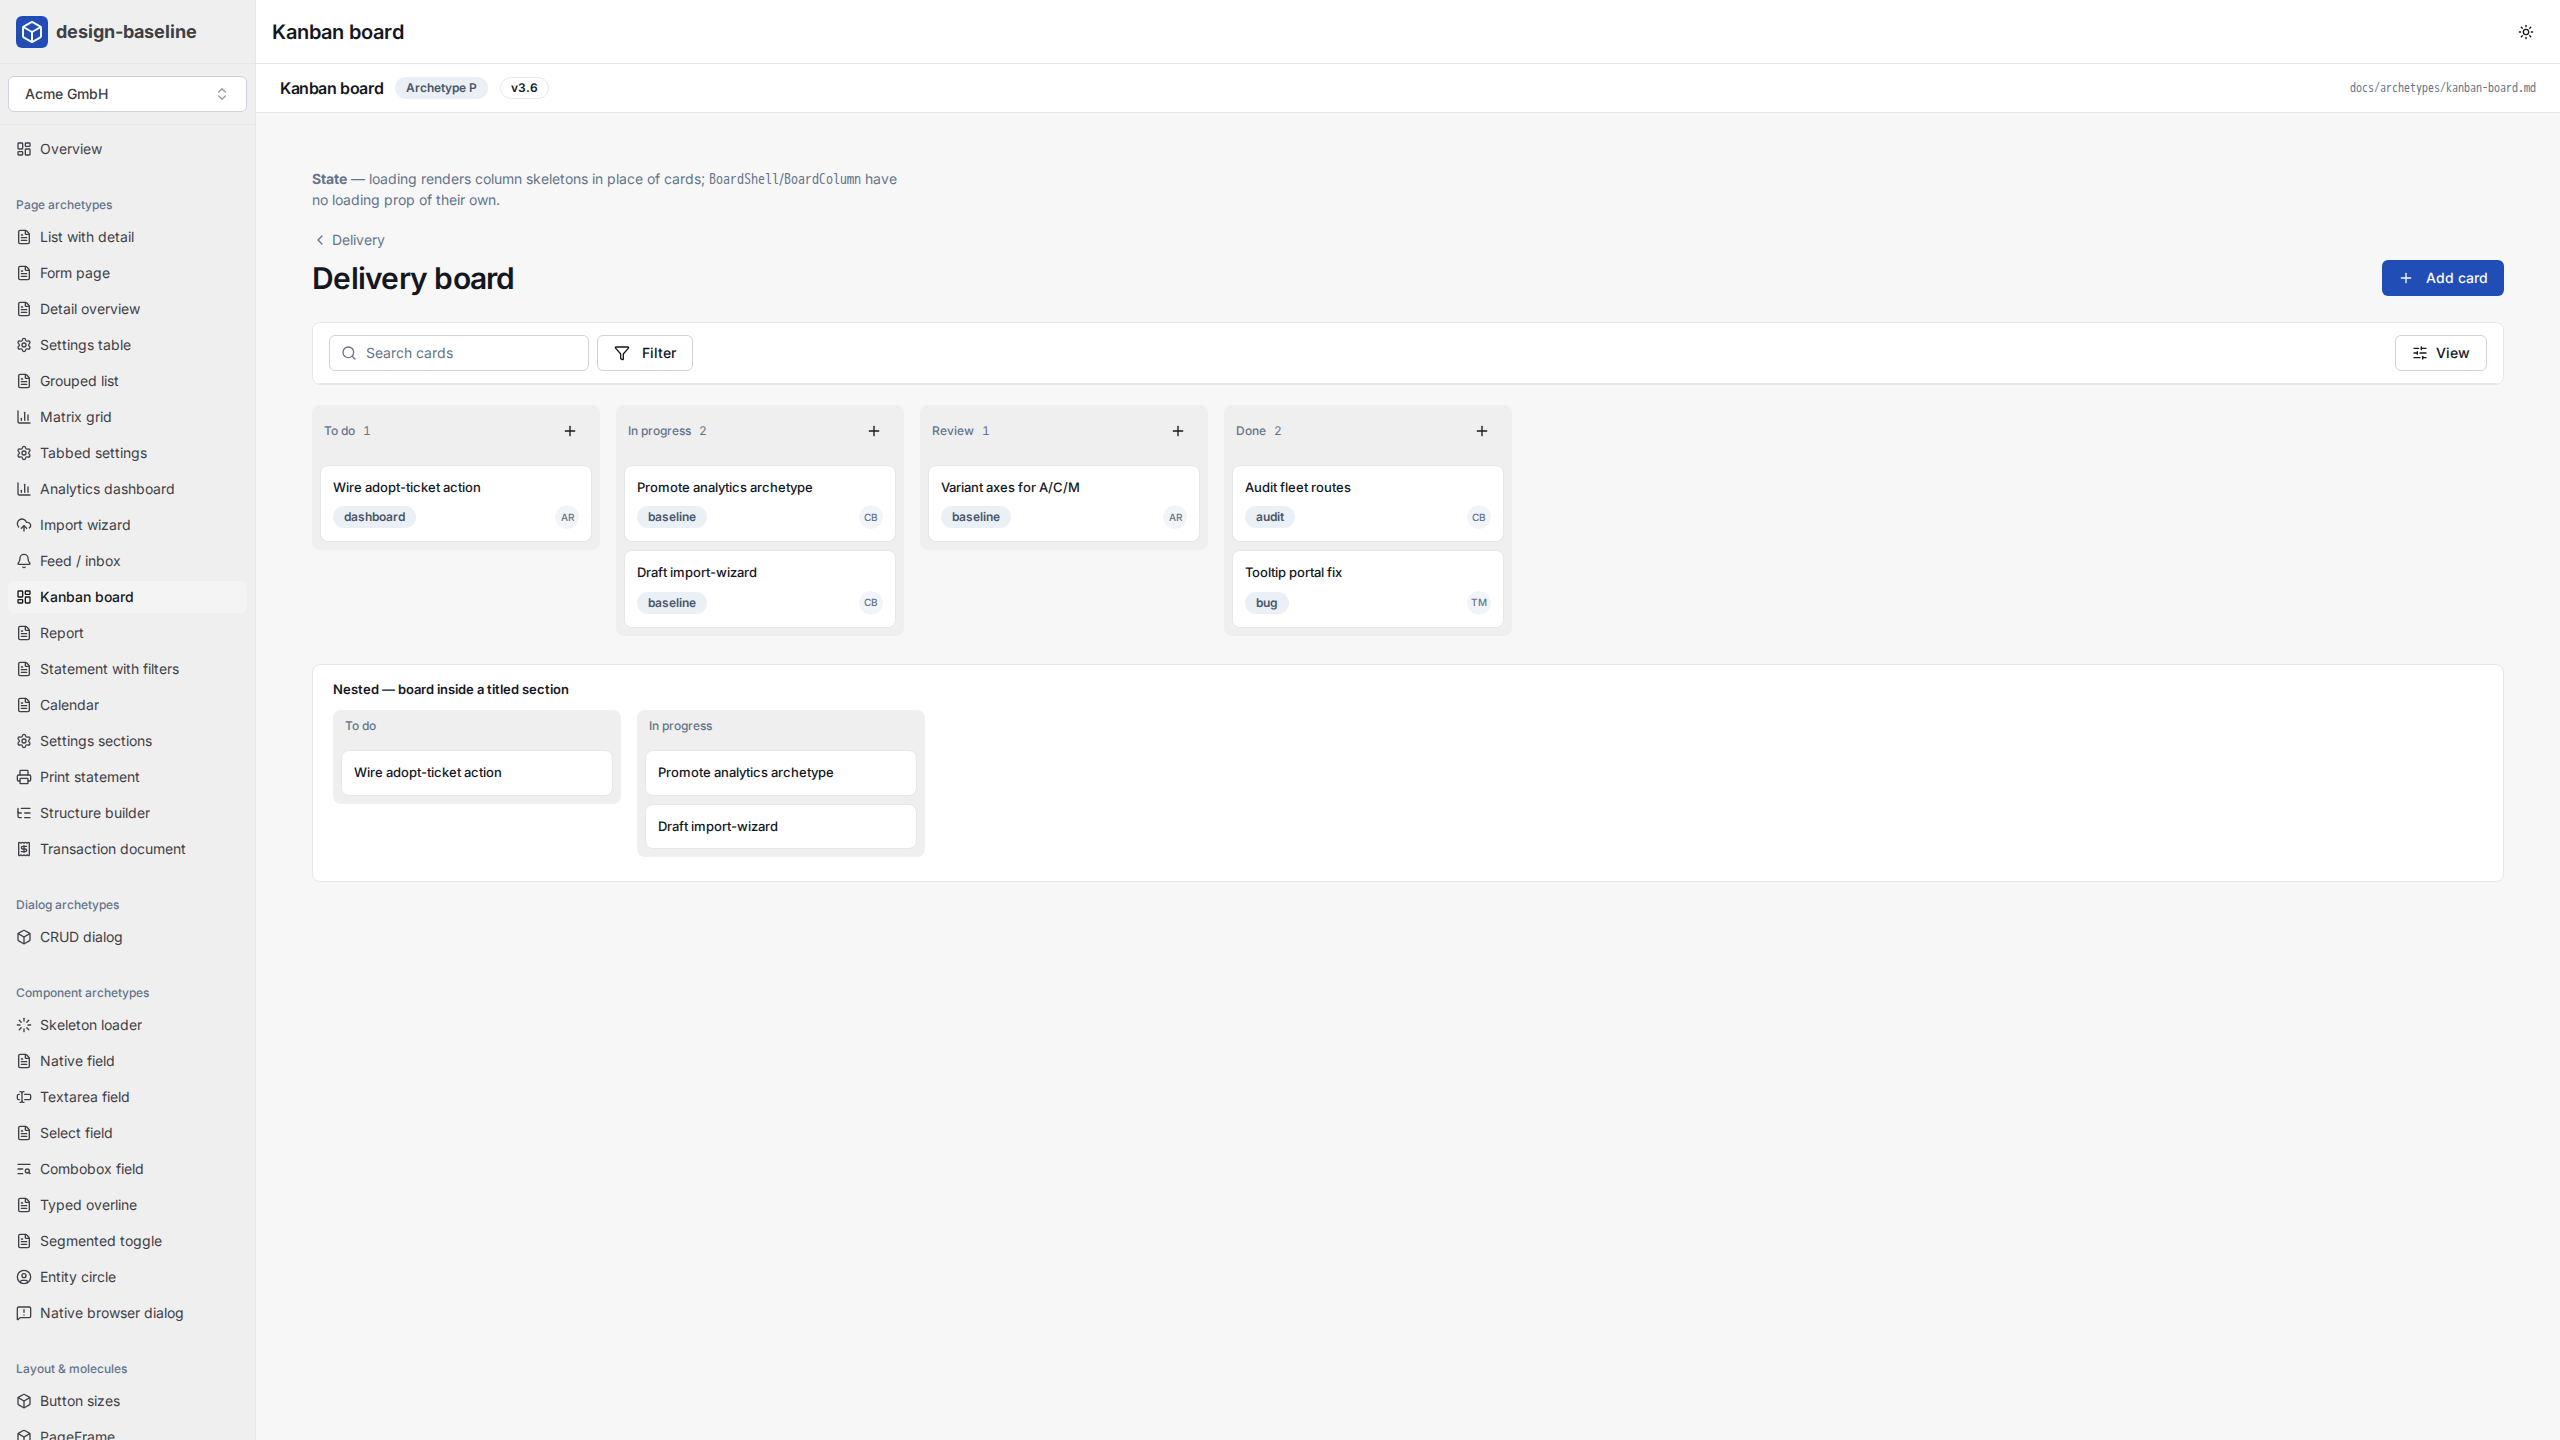 design-baseline
Acme GmbH
Overview
Page archetypes
List with detail
Form page
Detail overview
Settings table
Grouped list
Matrix grid
Tabbed settings
Analytics dashboard
Import wizard
Feed / inbox
Kanban board
Report
Statement with filters
Calendar
Settings sections
Print statement
Structure builder
Transaction document
Dialog archetypes
CRUD dialog
Component archetypes
Skeleton loader
Native field
Textarea field
Select field
Combobox field
Typed overline
Segmented toggle
Entity circle
Native browser dialog
Layout & molecules
Button sizes
PageFrame
Kanban board
Kanban board Archetype P v3.6 docs/archetypes/kanban-board.md
State — loading renders column skeletons in place of cards; BoardShell/BoardColumn have
no loading prop of their own.
Delivery
Delivery board
Add card
Search cards
Filter
View
To do 1
Wire adopt-ticket action
dashboard AR
In progress 2
Promote analytics archetype
baseline CB
Draft import-wizard
baseline CB
Review 1
Variant axes for A/C/M
baseline AR
Done 2
Audit fleet routes
audit CB
Tooltip portal fix
bug TM
Nested — board inside a titled section
To do
Wire adopt-ticket action
In progress
Promote analytics archetype
Draft import-wizard